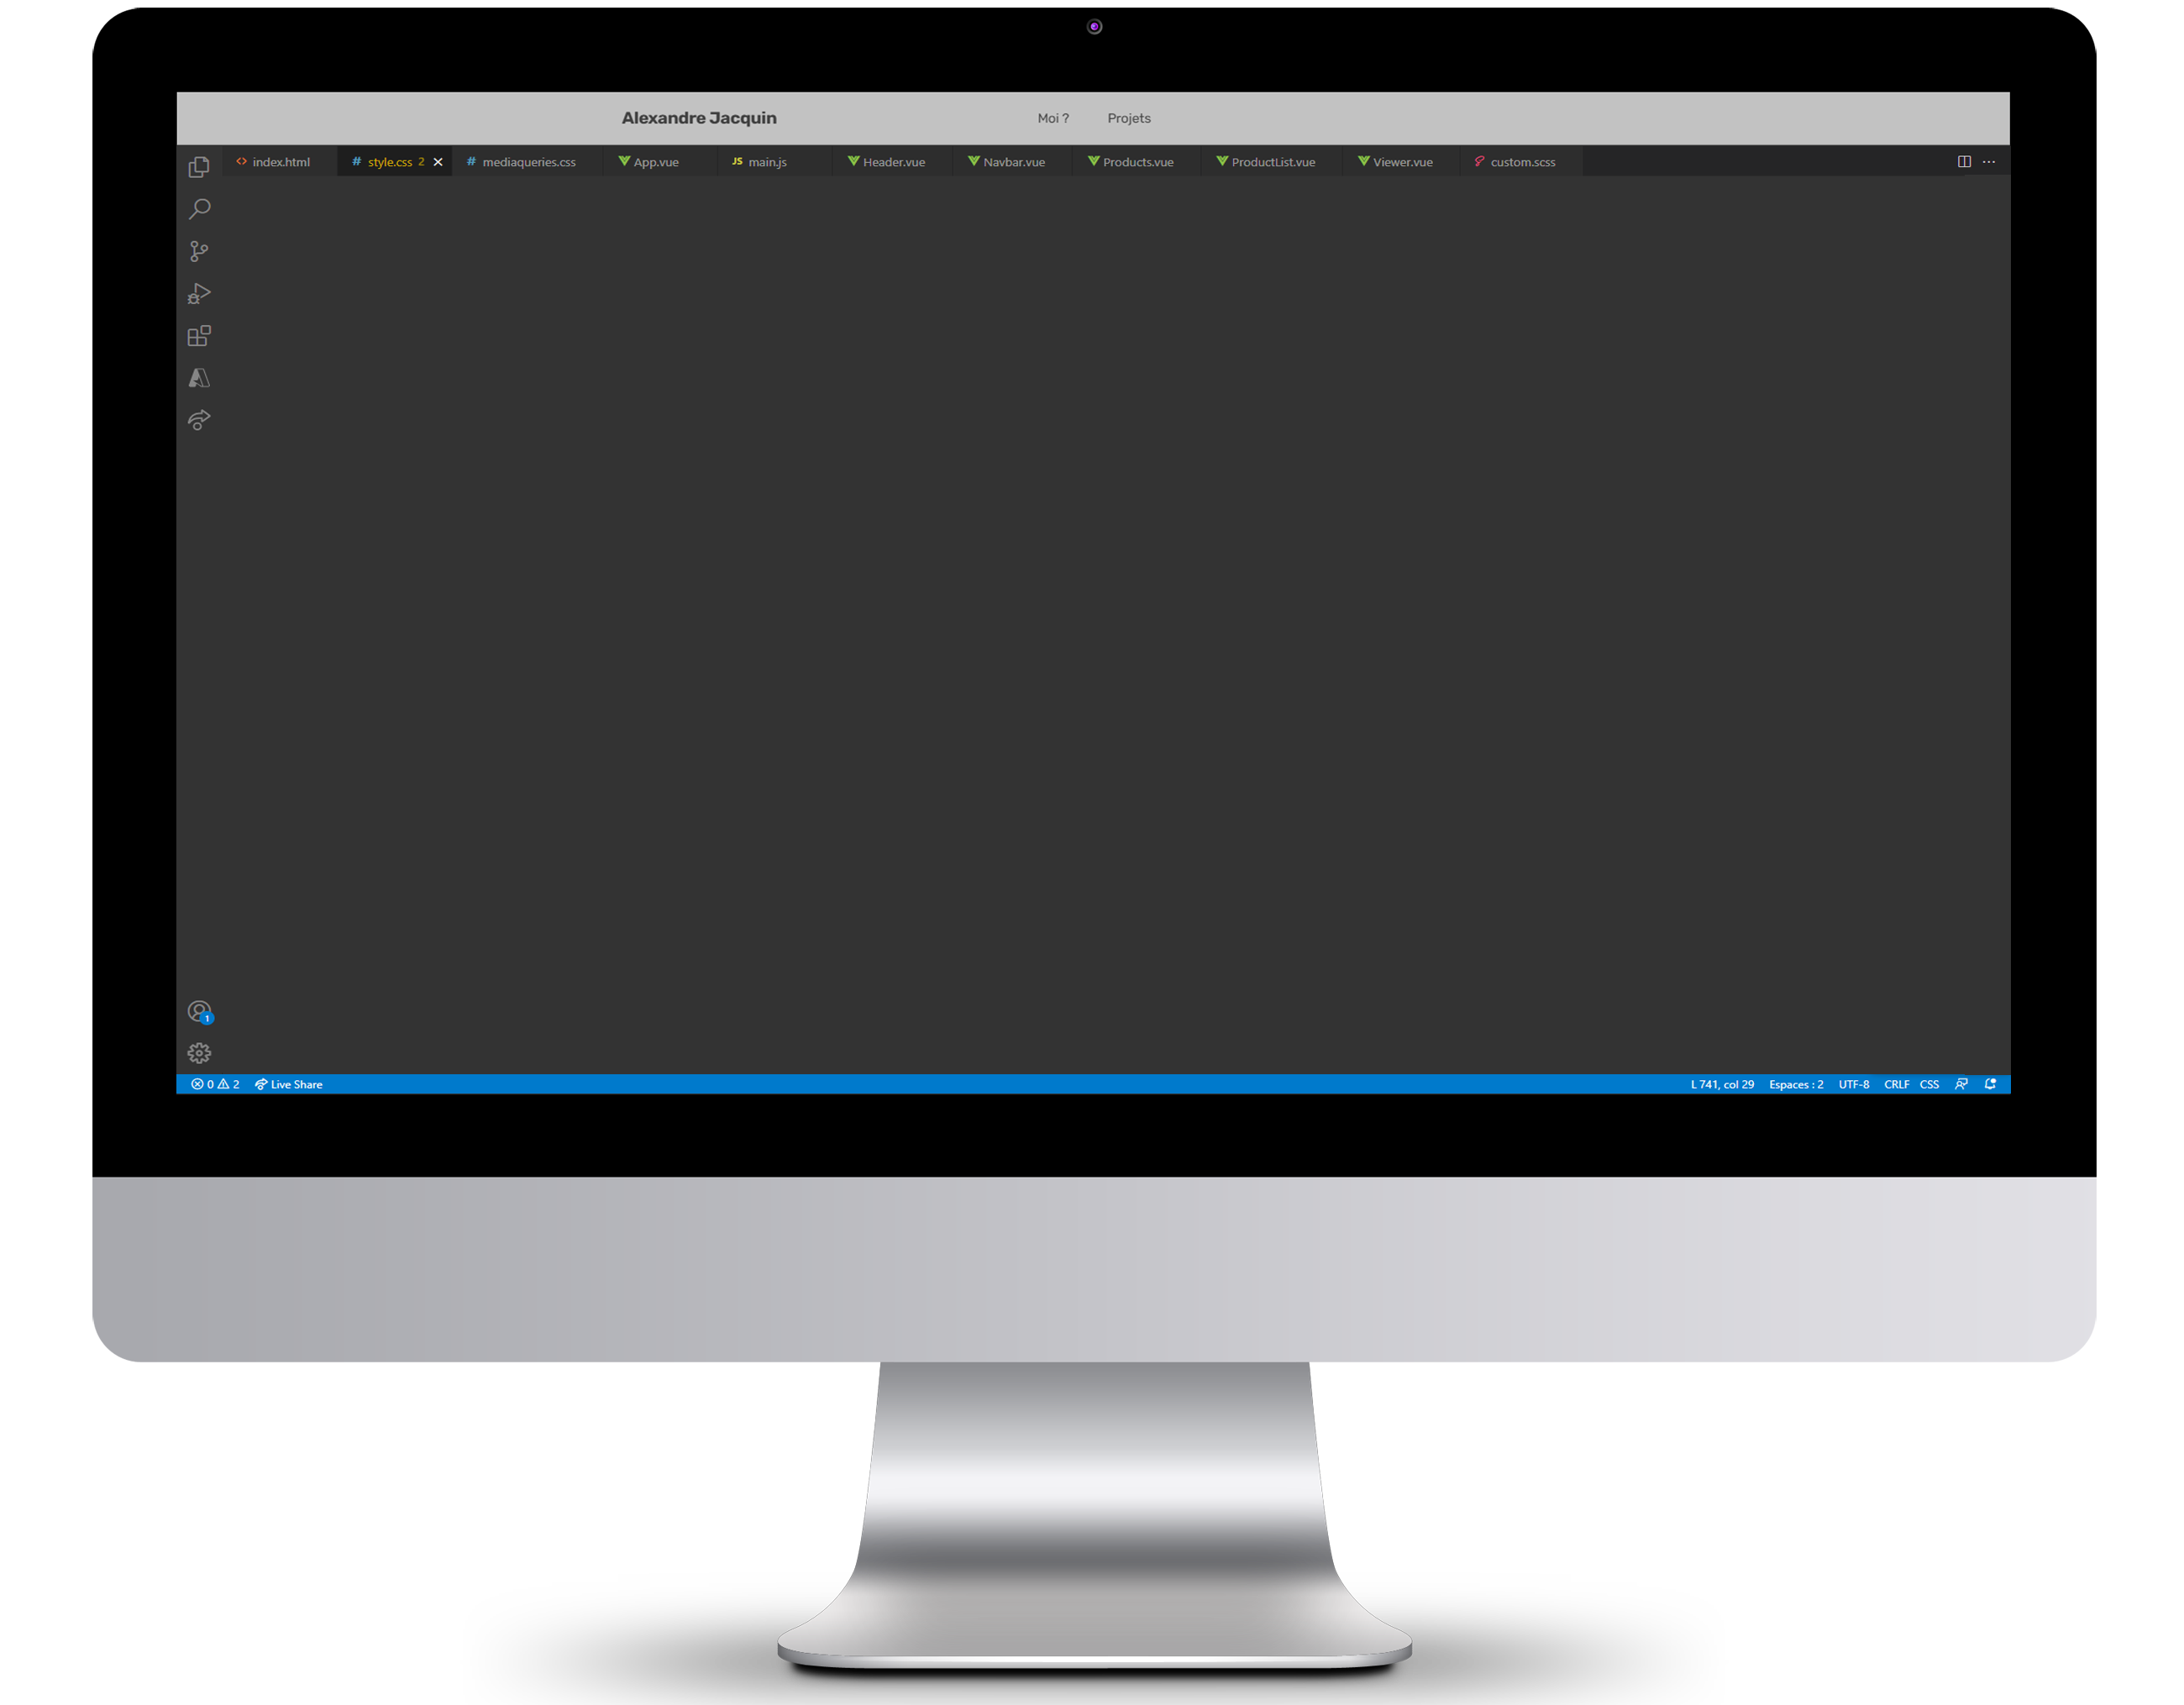 Alexandre Jacquin Moi ? Projets
<> index.html # style.css 2 # mediaqueries.css App.vue JS main.js Header.vue Navbar.vue Products.vue ProductList.vue Viewer.vue custom.scss
1
0 2 Live Share L 741, col 29 Espaces : 2 UTF-8 CRLF CSS